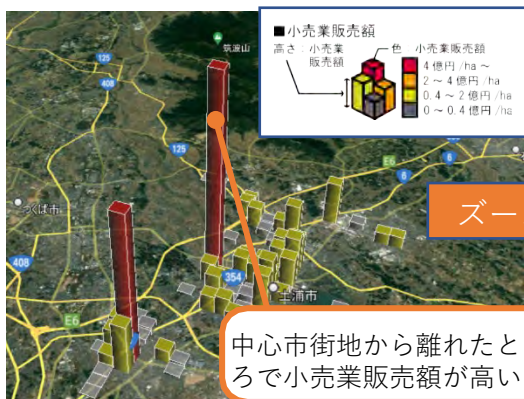 ■小売業販売額
高さ：小売業
販売額
色 小売業販売額
4億円/ha～
2～4億円/ha
0.4～2億円/ha
0～0.4億円/ha
筑波山
125
408
125
E6
6
6
つくば市
ズー
408
354
土浦市
E6
中心市街地から離れたと
ろで小売業販売額が高い